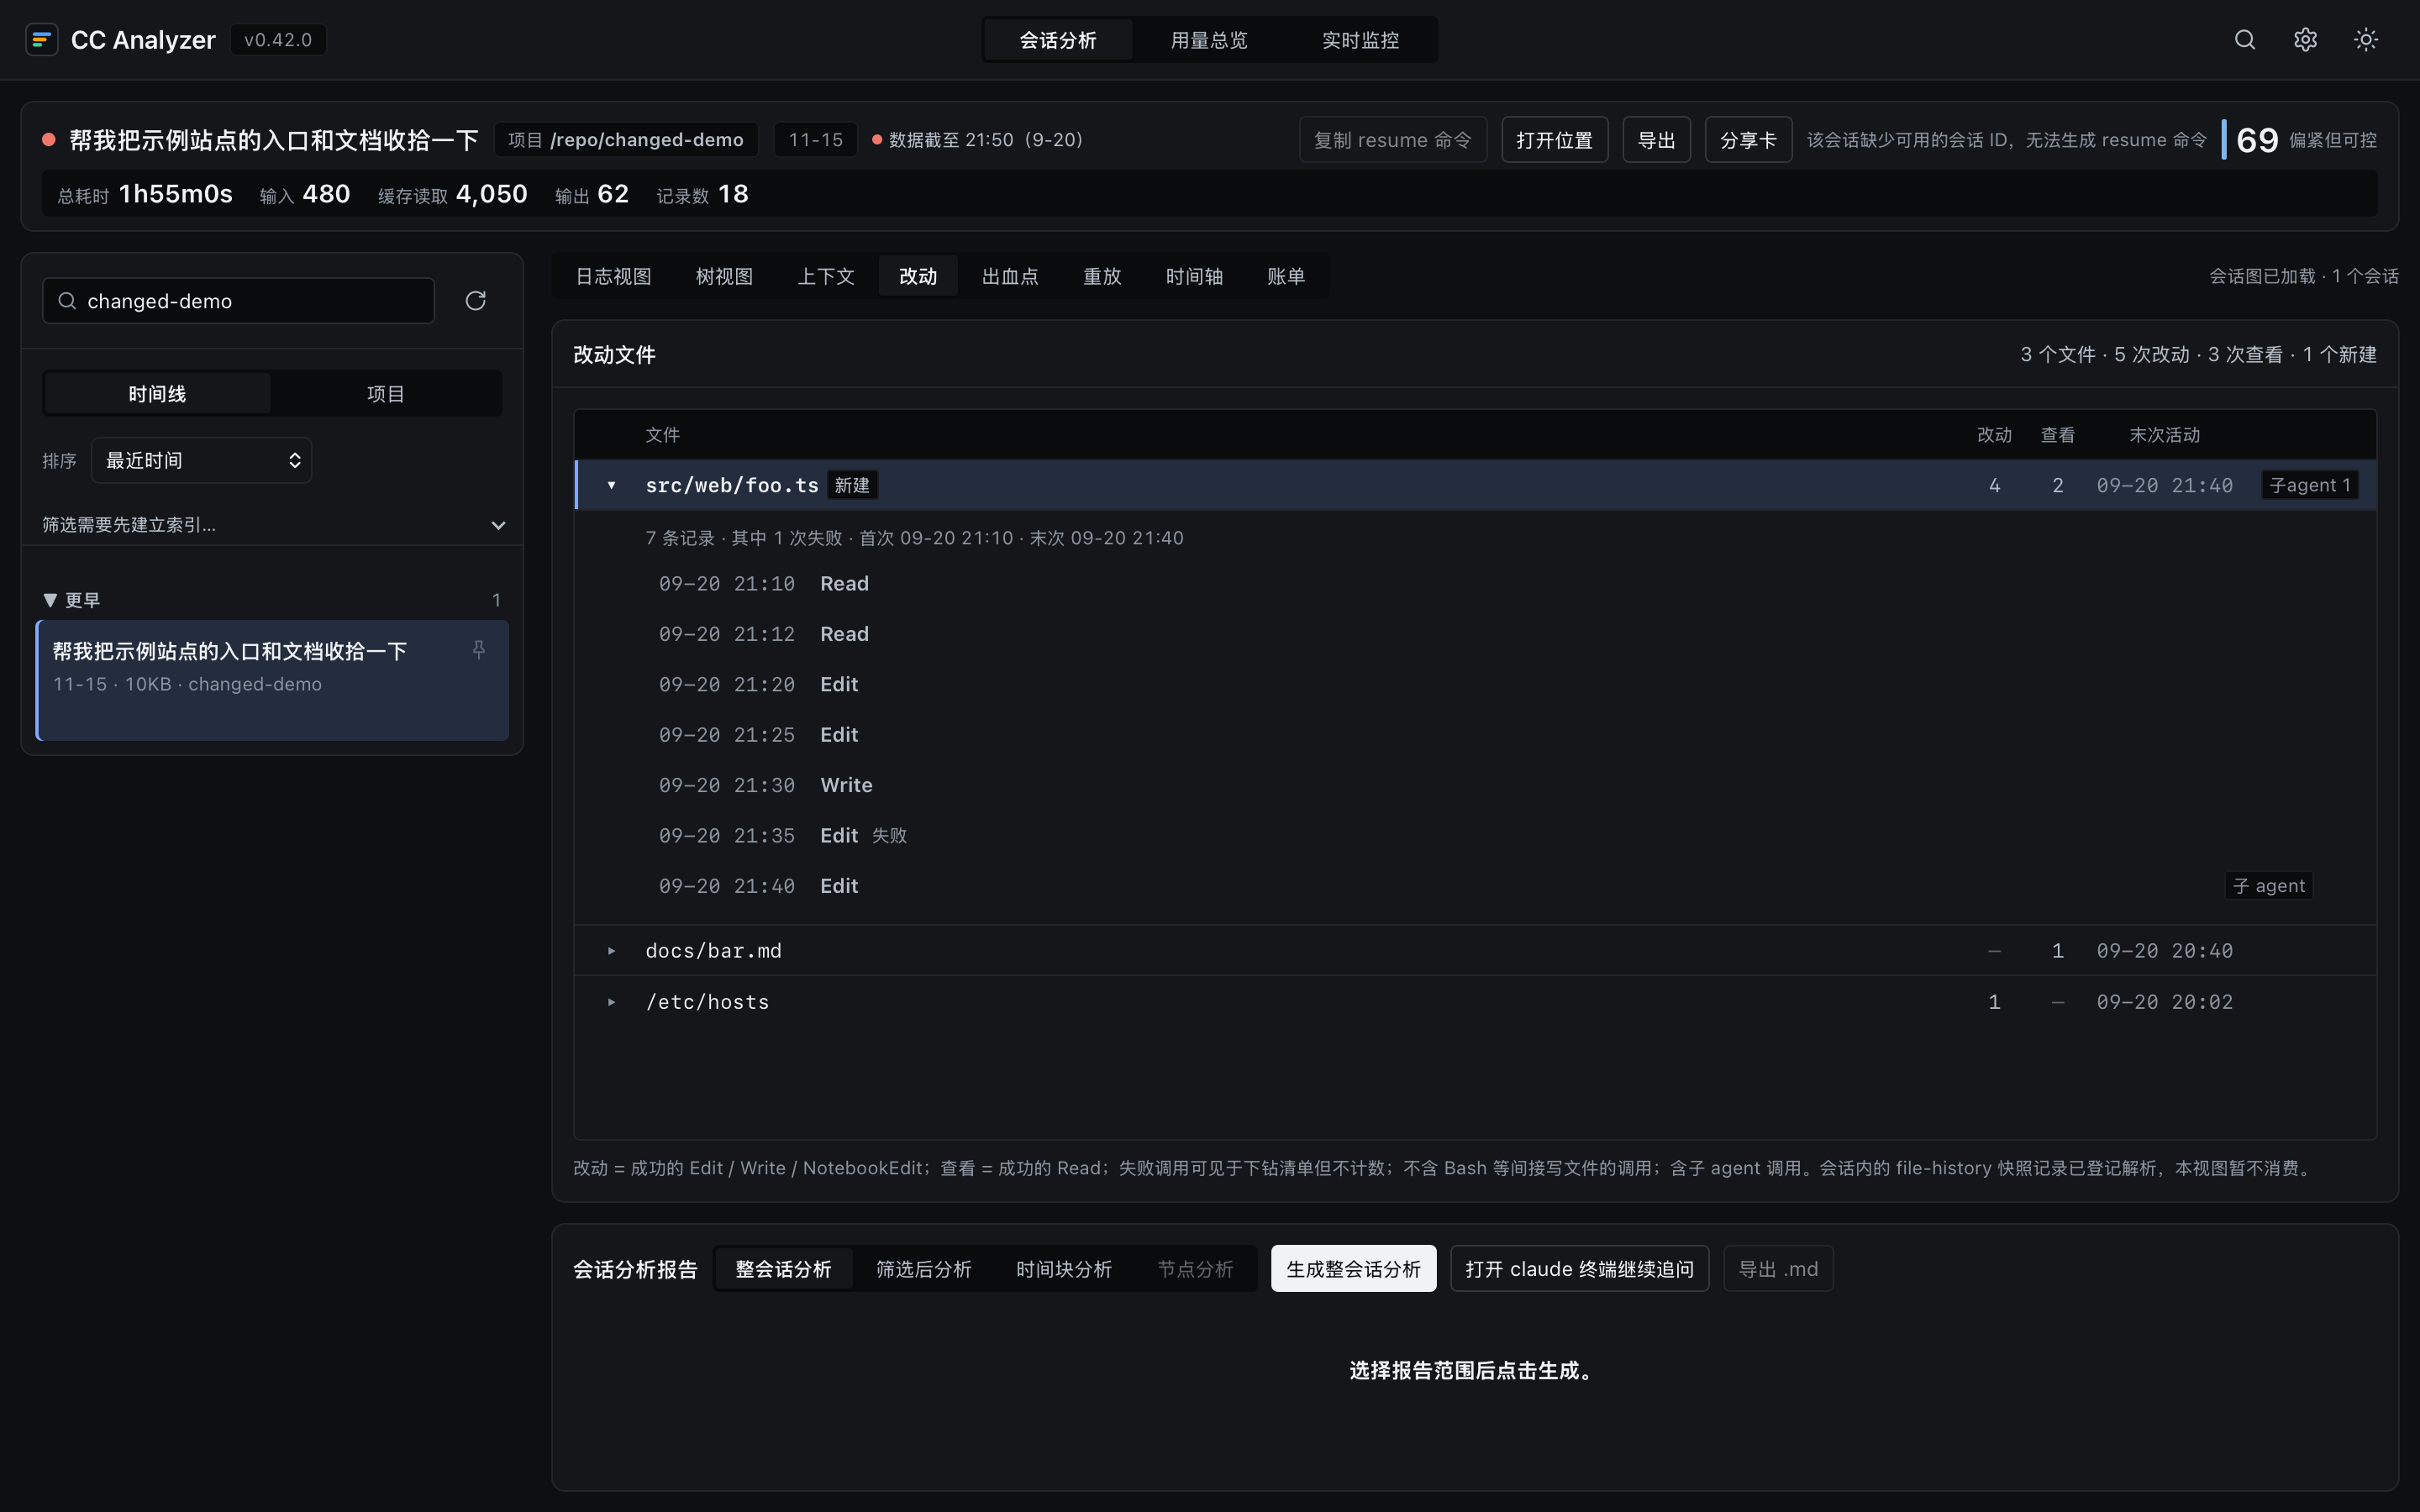 CC Analyzer v0.42.0 会话分析 用量总览 实时监控
帮我把示例站点的入口和文档收拾一下 项目 /repo/changed-demo 11-15 数据截至 21:50（9-20） 复制 resume 命令 打开位置 导出 分享卡 该会话缺少可用的会话 ID，无法生成 resume 命令 69 偏紧但可控
总耗时 1h55m0s 输入 480 缓存读取 4,050 输出 62 记录数 18
changed-demo
时间线 项目
排序 最近时间
筛选需要先建立索引...
▼ 更早 1
帮我把示例站点的入口和文档收拾一下
11-15 · 10KB · changed-demo
日志视图 树视图 上下文 改动 出血点 重放 时间轴 账单 会话图已加载 · 1 个会话
改动文件 3 个文件 · 5 次改动 · 3 次查看 · 1 个新建
文件 改动 查看 末次活动
▾ src/web/foo.ts 新建 4 2 09-20 21:40 子agent 1
7 条记录 · 其中 1 次失败 · 首次 09-20 21:10 · 末次 09-20 21:40
09-20 21:10 Read
09-20 21:12 Read
09-20 21:20 Edit
09-20 21:25 Edit
09-20 21:30 Write
09-20 21:35 Edit 失败
09-20 21:40 Edit 子 agent
▸ docs/bar.md — 1 09-20 20:40
▸ /etc/hosts 1 — 09-20 20:02
改动 = 成功的 Edit / Write / NotebookEdit；查看 = 成功的 Read；失败调用可见于下钻清单但不计数；不含 Bash 等间接写文件的调用；含子 agent 调用。会话内的 file-history 快照记录已登记解析，本视图暂不消费。
会话分析报告 整会话分析 筛选后分析 时间块分析 节点分析 生成整会话分析 打开 claude 终端继续追问 导出 .md
选择报告范围后点击生成。